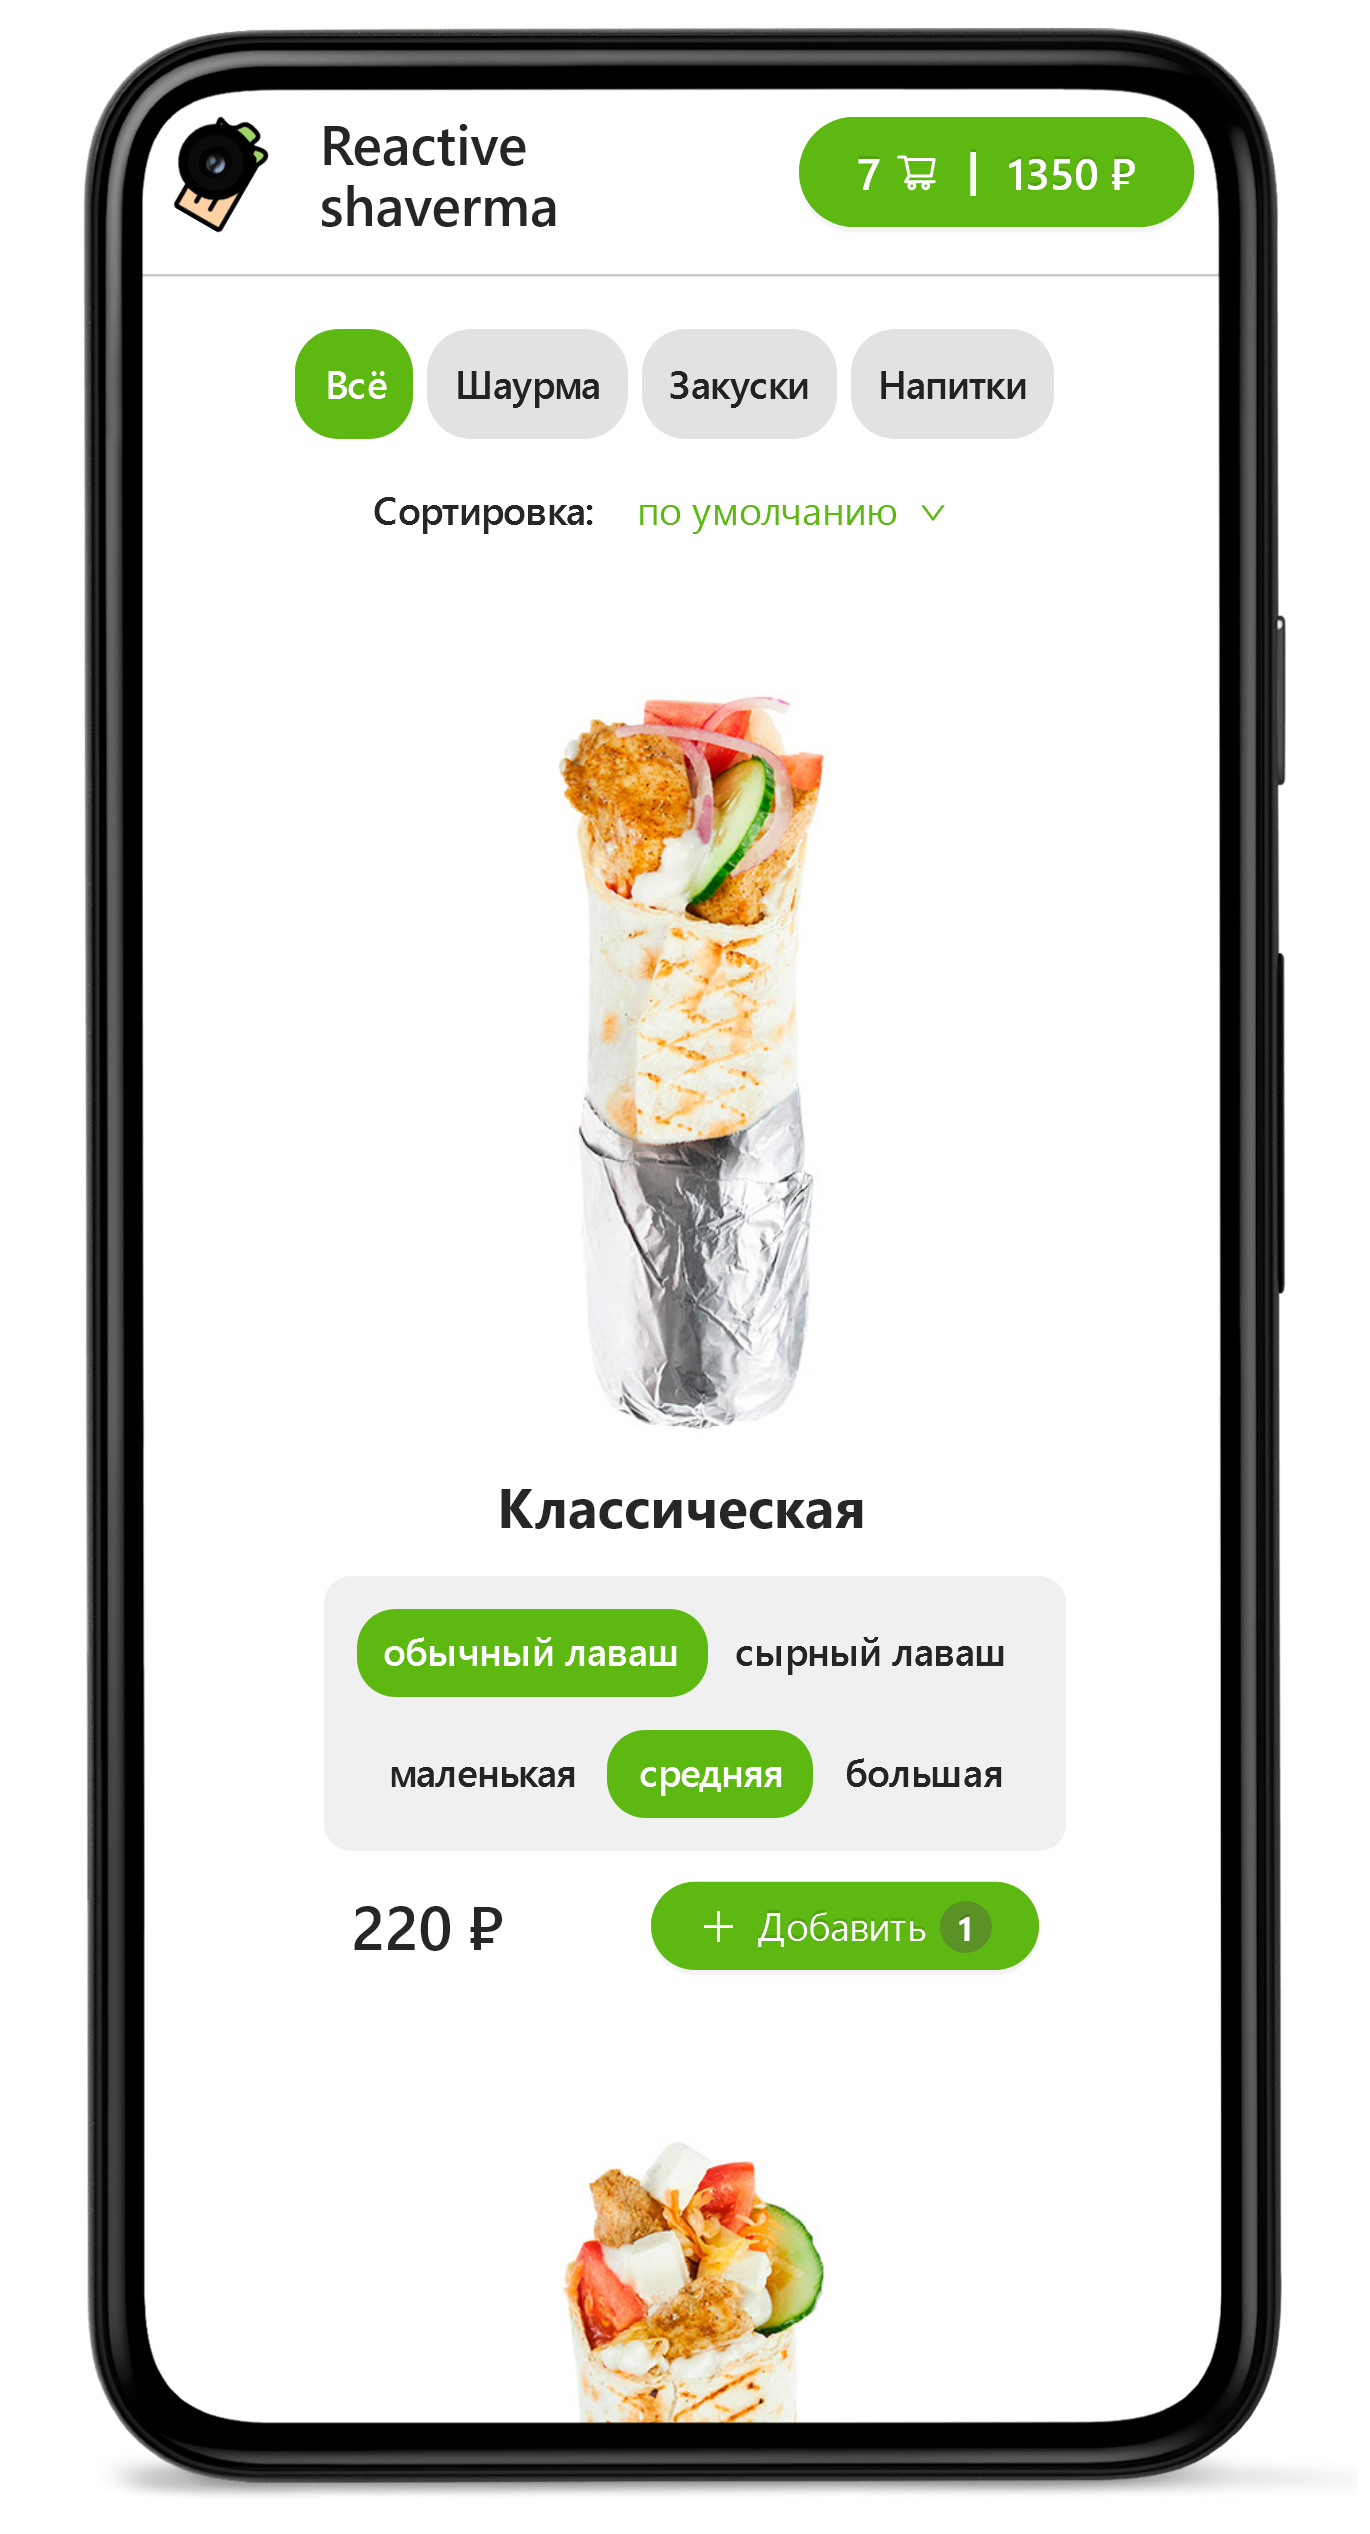 Reactive
shaverma
7 | 1350 ₽
Всё Шаурма Закуски Напитки
Сортировка: по умолчанию
Классическая
обычный лаваш сырный лаваш
маленькая средняя большая
220 ₽ + Добавить 1